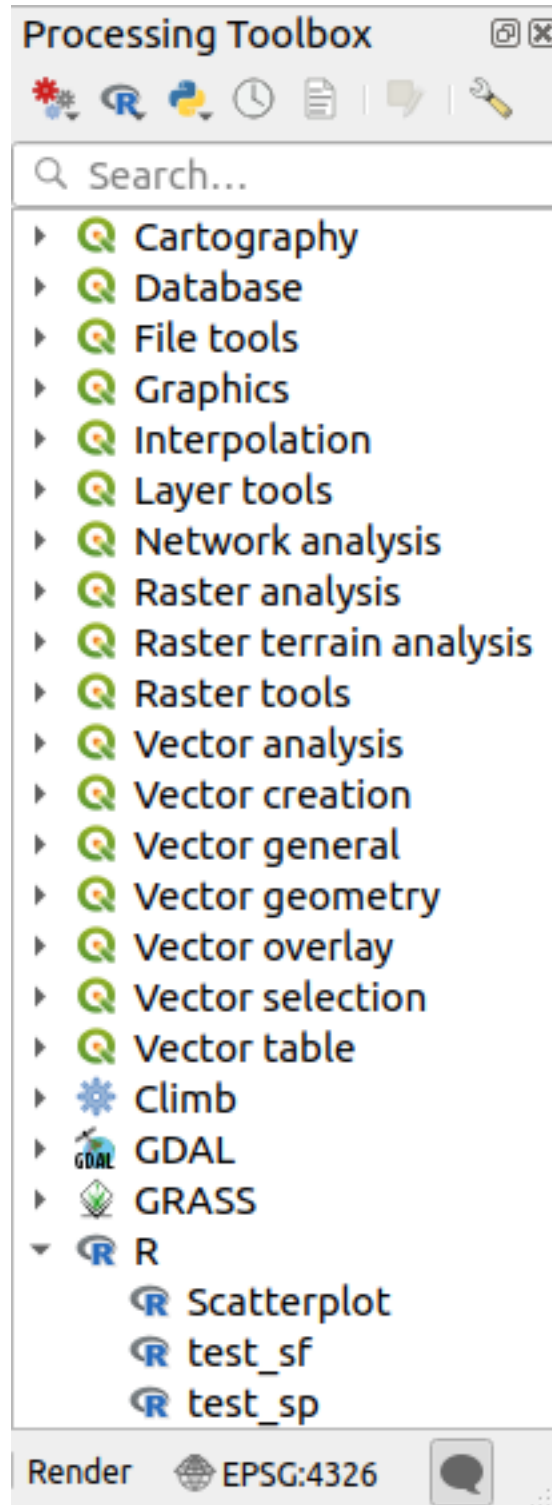 Processing Toolbox
Search...
Cartography
Database
File tools
Graphics
Interpolation
Layer tools
Network analysis
Raster analysis
Raster terrain analysis
Raster tools
Vector analysis
Vector creation
Vector general
Vector geometry
Vector overlay
Vector selection
Vector table
Climb
GDAL GDAL
GRASS
R R
R Scatterplot
R test_sf
R test_sp
Render EPSG:4326